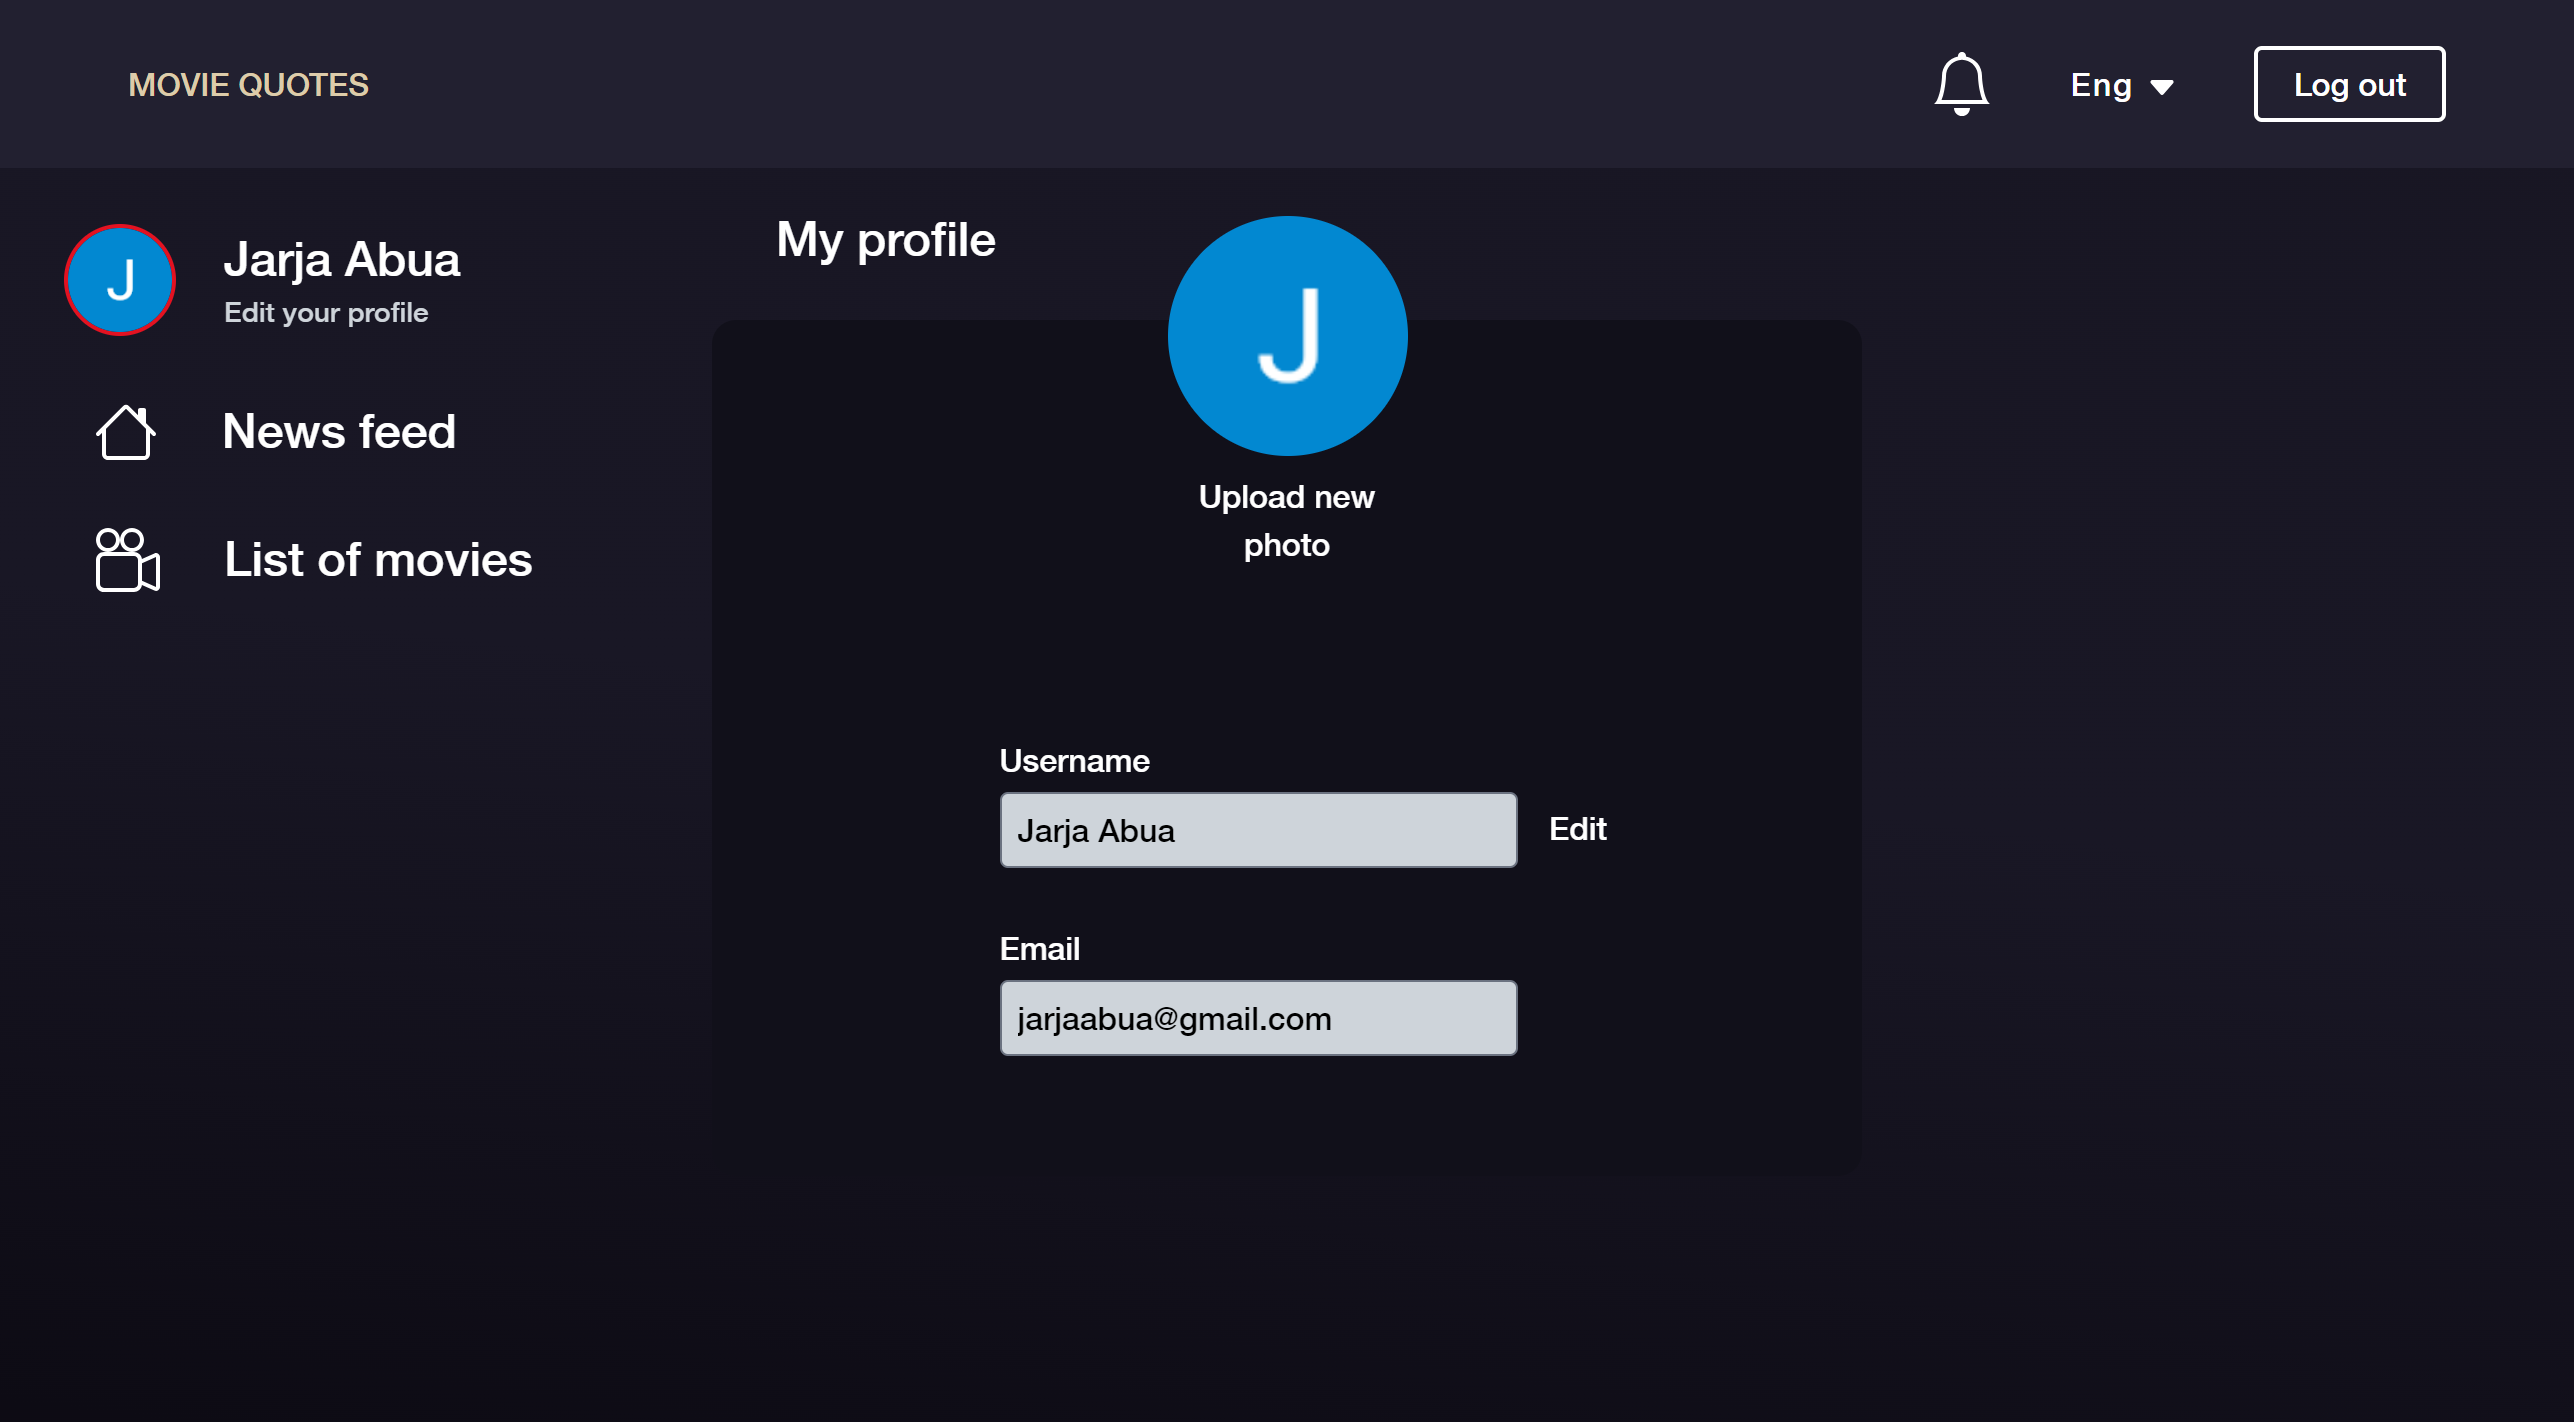 MOVIE QUOTES
Eng
Log out
J
Jarja Abua
Edit your profile
News feed
List of movies
My profile
J
Upload new
photo
Username
Jarja Abua
Edit
Email
jarjaabua@gmail.com